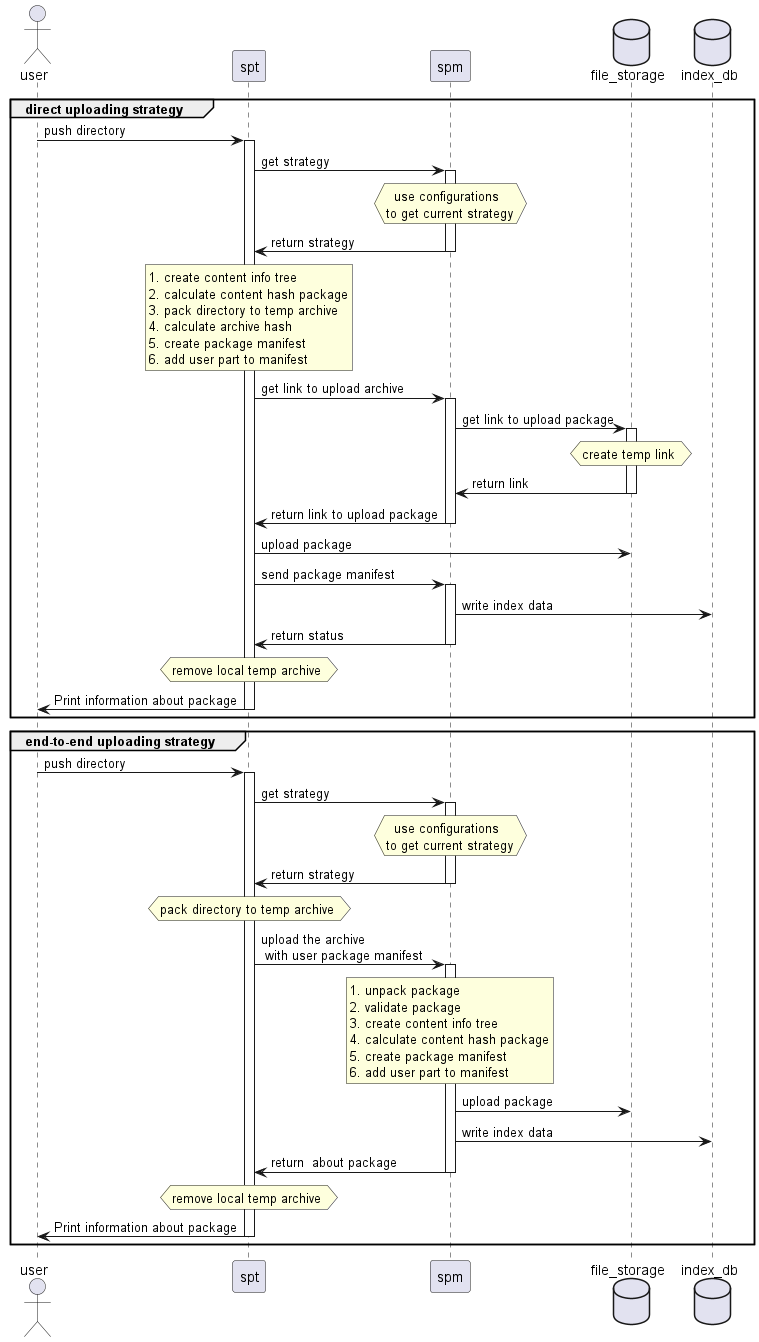 user
spt
spm
file_storage
index_db
direct uploading strategy
push directory
get strategy
use configurations
to get current strategy
return strategy
1. create content info tree
2. calculate content hash package
3. pack directory to temp archive
4. calculate archive hash
5. create package manifest
6. add user part to manifest
get link to upload archive
get link to upload package
create temp link
return link
return link to upload package
upload package
send package manifest
write index data
return status
remove local temp archive
Print information about package
end-to-end uploading strategy
push directory
get strategy
use configurations
to get current strategy
return strategy
pack directory to temp archive
upload the archive
with user package manifest
1. unpack package
2. validate package
3. create content info tree
4. calculate content hash package
5. create package manifest
6. add user part to manifest
upload package
write index data
return  about package
remove local temp archive
Print information about package
user
spt
spm
file_storage
index_db